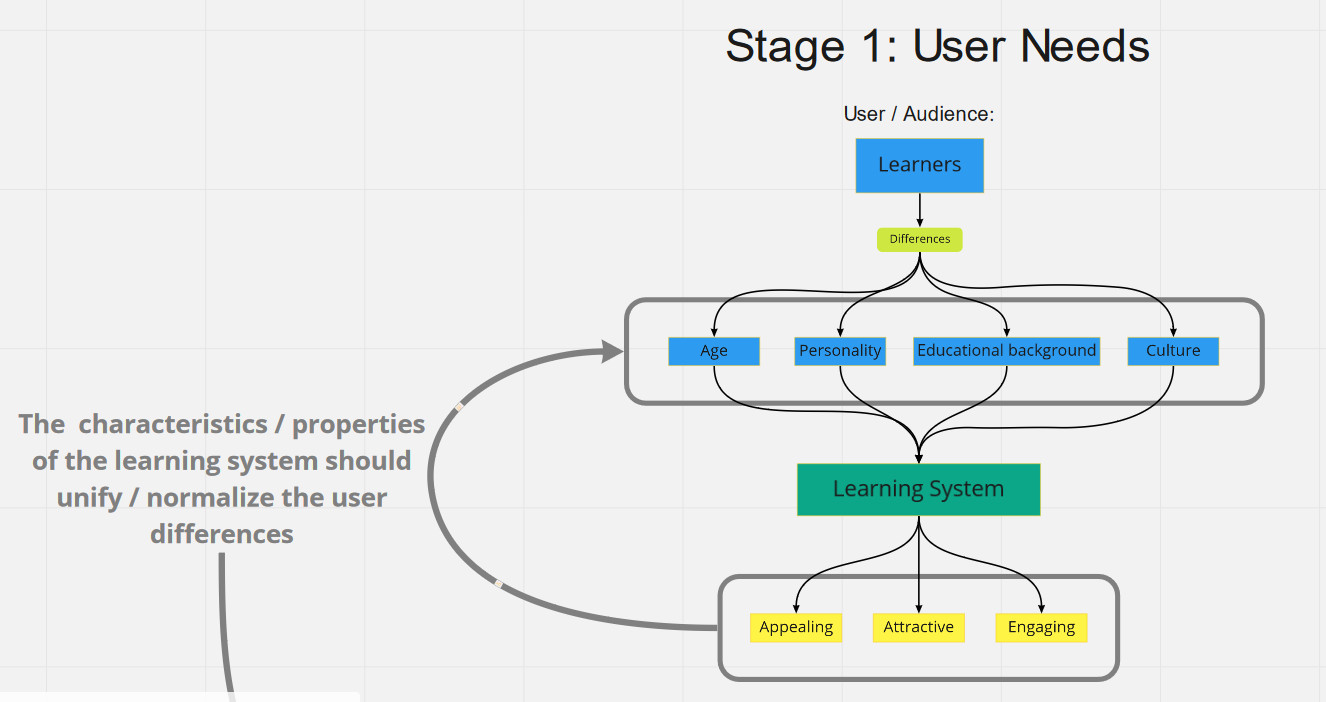 Stage 1: User Needs
User / Audience:
Learners
Differences
Age
Personality
Educational background
Culture
The characteristics / properties
of the learning system should
unify / normalize the user
differences
Learning System
Appealing
Attractive
Engaging